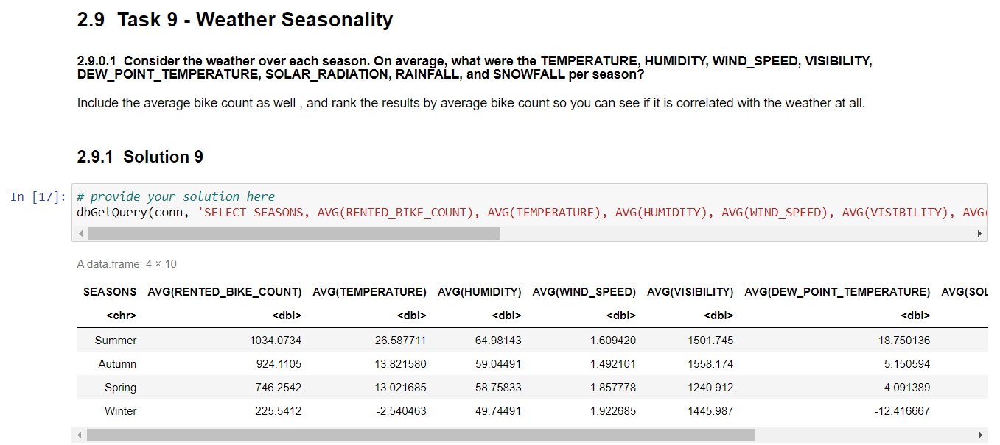 2.9 Task 9 - Weather Seasonality
2.9.0.1 Consider the weather over each season. On average, what were the TEMPERATURE, HUMIDITY, WIND_SPEED, VISIBILITY,
DEW_POINT_TEMPERATURE, SOLAR_RADIATION, RAINFALL, and SNOWFALL per season?
Include the average bike count as well , and rank the results by average bike count so you can see if it is correlated with the weather at all.
2.9.1 Solution 9
In [17]: # provide your solution here
dbGetQuery(conn, 'SELECT SEASONS, AVG(RENTED_BIKE_COUNT), AVG(TEMPERATURE), AVG(HUMIDITY), AVG(WIND_SPEED), AVG(VISIBILITY), AVG(
A data.frame: 4 × 10
SEASONS AVG(RENTED_BIKE_COUNT) AVG(TEMPERATURE) AVG(HUMIDITY) AVG(WIND_SPEED) AVG(VISIBILITY) AVG(DEW_POINT_TEMPERATURE) AVG(SOL
<chr> <dbl> <dbl> <dbl> <dbl> <dbl> <dbl>
Summer 1034.0734 26.587711 64.98143 1.609420 1501.745 18.750136
Autumn 924.1105 13.821580 59.04491 1.492101 1558.174 5.150594
Spring 746.2542 13.021685 58.75833 1.857778 1240.912 4.091389
Winter 225.5412 -2.540463 49.74491 1.922685 1445.987 -12.416667